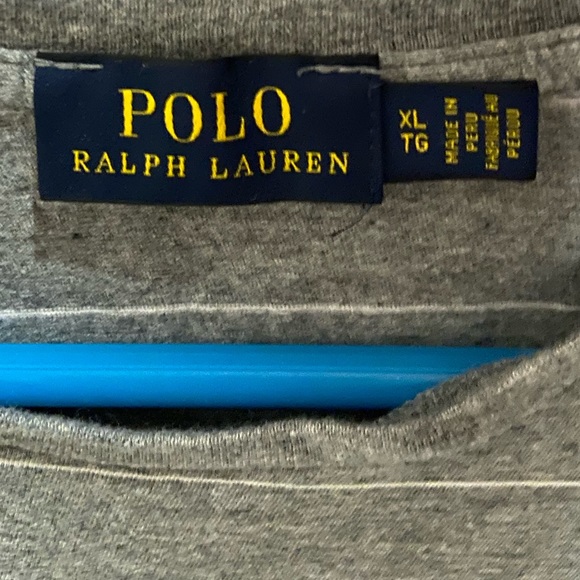 POLO
RALPH LAUREN
XL
TG
MADE IN
PERU
FABRIQUÉ AU
PÉROU